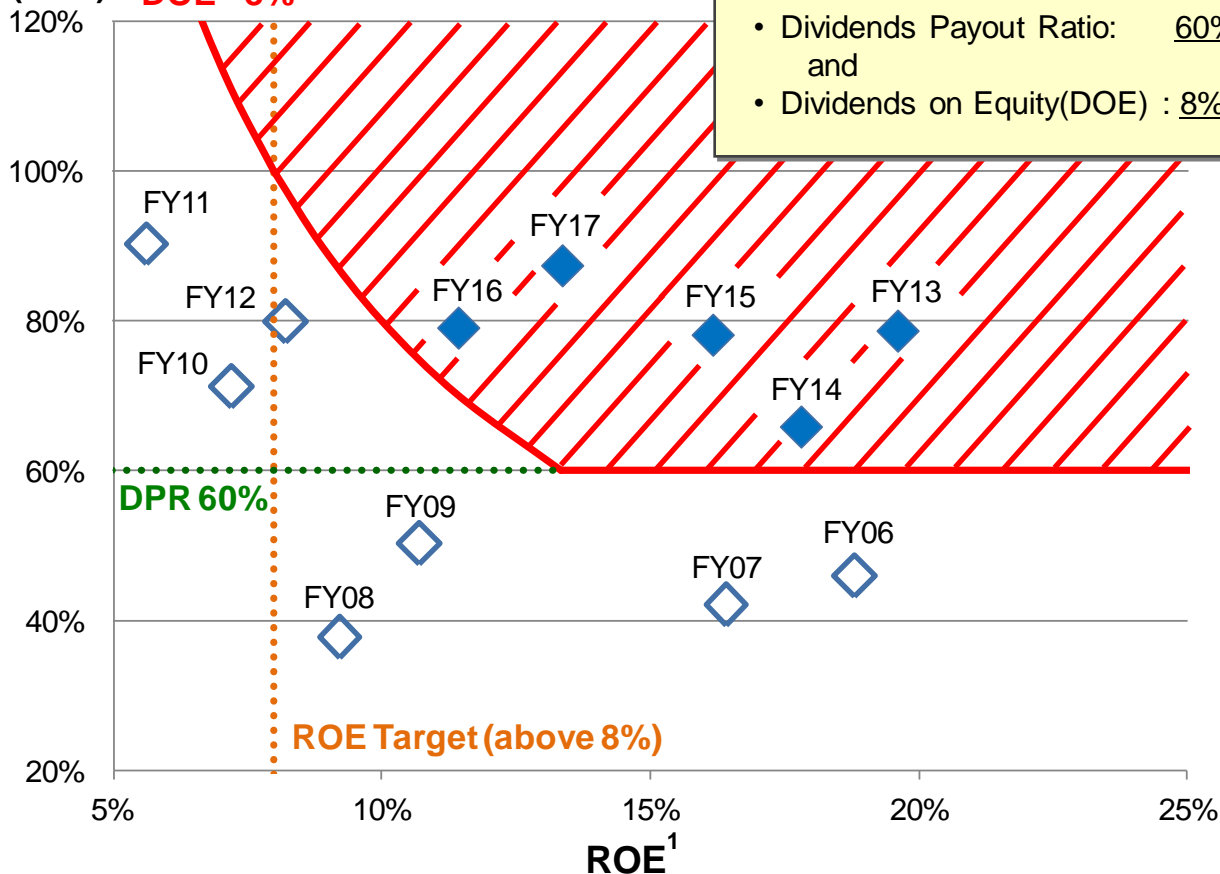 120%
• Dividends Payout Ratio: 60%
and
• Dividends on Equity(DOE) : 8%
100%
FY11
FY17
FY16
FY15
FY13
FY12
80%
FY10
FY14
60%
DPR 60%
FY09
FY06
FY07
FY08
40%
ROE Target (above 8%)
20%
5%
10%
15%
20%
25%
ROE¹